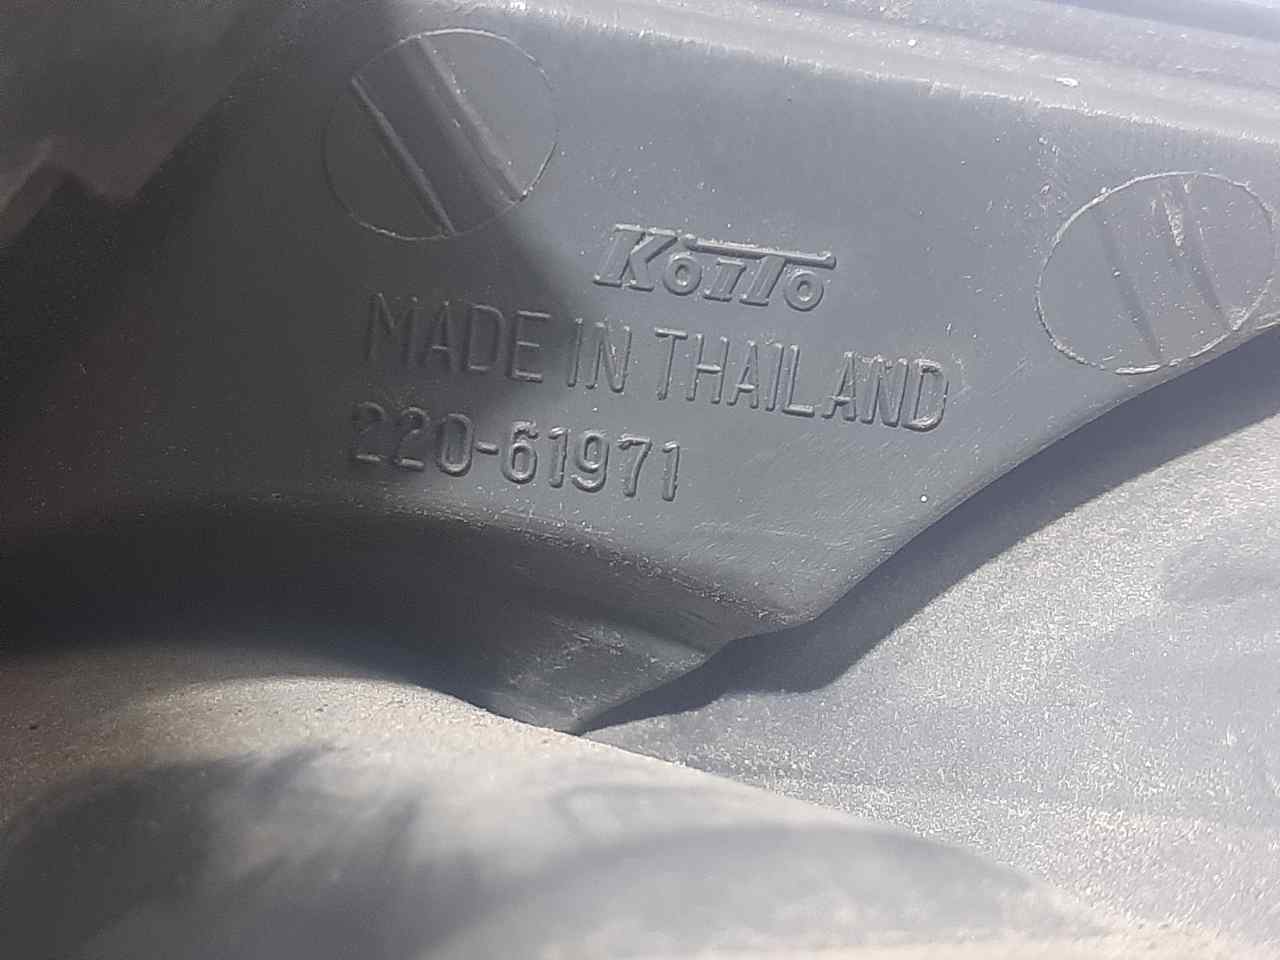 KOITO
MADE IN THAILAND
220-61971